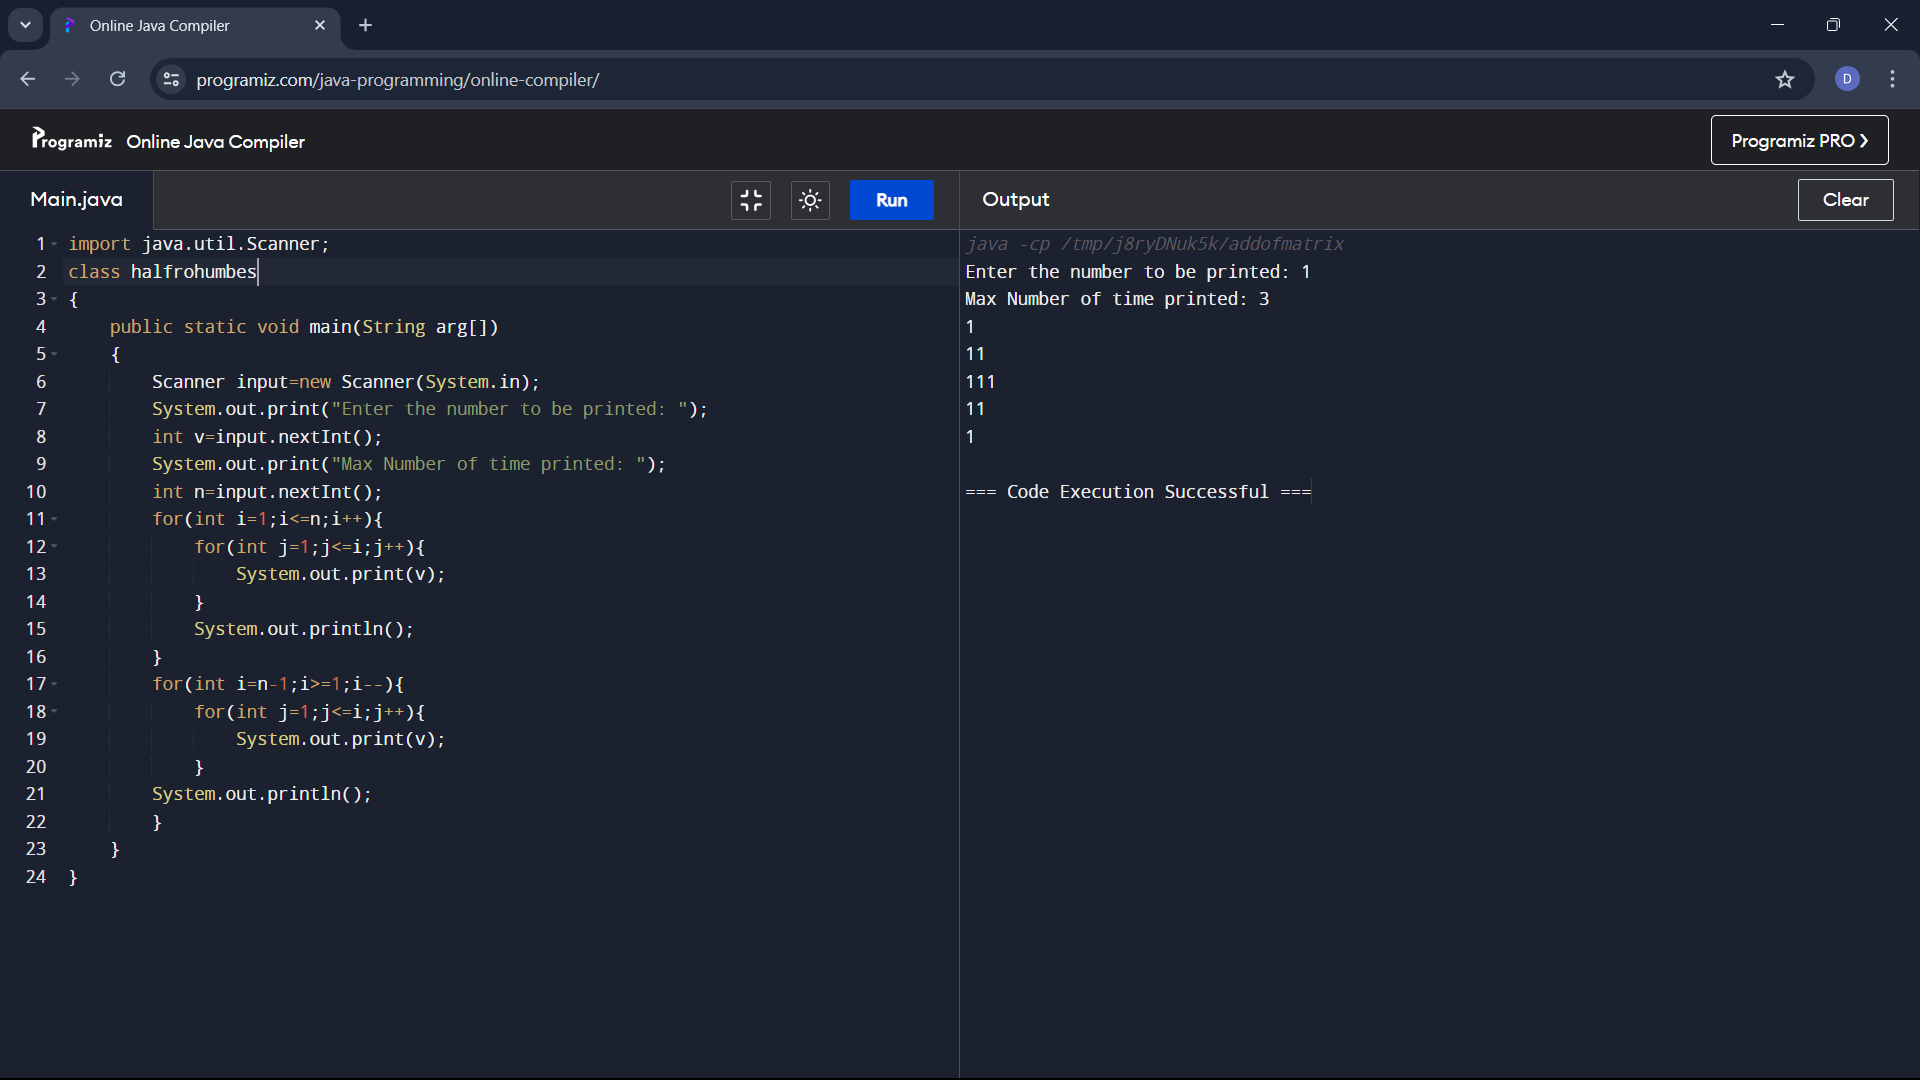 Online Java Compiler
programiz.com/java-programming/online-compiler/
D
Programiz Online Java Compiler
Programiz PRO
Main.java
Run
Output
Clear
1 import java.util.Scanner;
2 class halfrohumbes
3 {
4 public static void main(String arg[])
5 {
6 Scanner input=new Scanner(System.in);
7 System.out.print("Enter the number to be printed: ");
8 int v=input.nextInt();
9 System.out.print("Max Number of time printed: ");
10 int n=input.nextInt();
11 for(int i=1;i<=n;i++){
12 for(int j=1;j<=i;j++){
13 System.out.print(v);
14 }
15 System.out.println();
16 }
17 for(int i=n-1;i>=1;i--){
18 for(int j=1;j<=i;j++){
19 System.out.print(v);
20 }
21 System.out.println();
22 }
23 }
24 }
java -cp /tmp/j8ryDNuk5k/addofmatrix
Enter the number to be printed: 1
Max Number of time printed: 3
1
11
111
11
1
=== Code Execution Successful ===